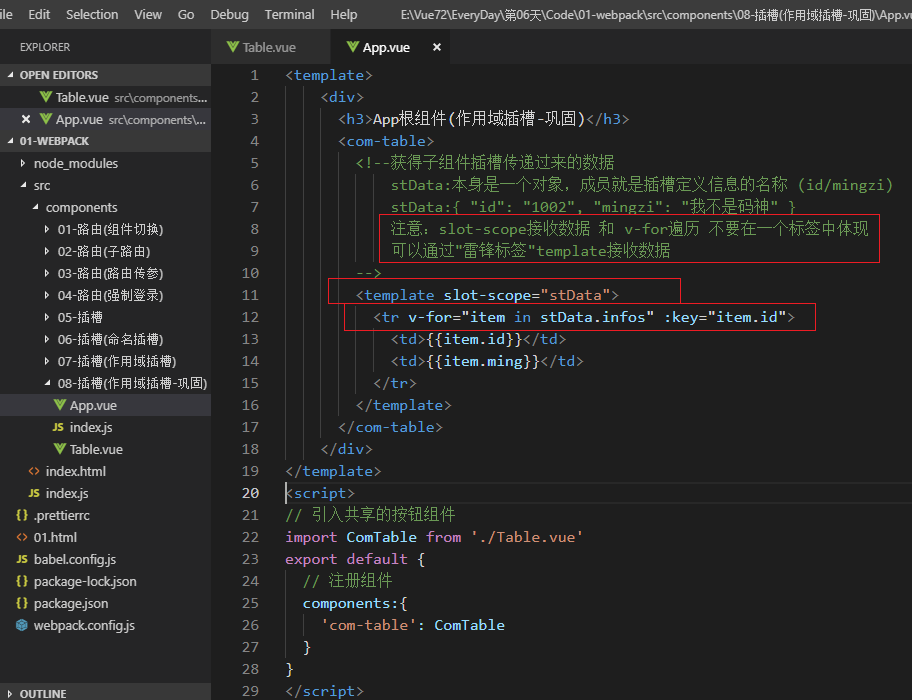 ile Edit Selection View Go Debug Terminal Help E:\Vue72\EveryDay\第06天\Code\01-webpack\src\components\08-插槽(作用域插槽-巩固)\App.vu
EXPLORER
OPEN EDITORS
Table.vue src\components...
App.vue src\components\...
01-WEBPACK
node_modules
src
components
01-路由(组件切换)
02-路由(子路由)
03-路由(路由传参)
04-路由(强制登录)
05-插槽
06-插槽(命名插槽)
07-插槽(作用域插槽)
08-插槽(作用域插槽-巩固)
App.vue
JS index.js
Table.vue
<> index.html
JS index.js
{} .prettierrc
<> 01.html
JS babel.config.js
{} package-lock.json
{} package.json
webpack.config.js
OUTLINE
Table.vue App.vue ×
1 <template>
2 <div>
3 <h3>App根组件(作用域插槽-巩固)</h3>
4 <com-table>
5 <!--获得子组件插槽传递过来的数据
6 stData:本身是一个对象，成员就是插槽定义信息的名称 (id/mingzi)
7 stData:{ "id": "1002", "mingzi": "我不是码神" }
8 注意：slot-scope接收数据 和 v-for遍历 不要在一个标签中体现
9 可以通过"雷锋标签"template接收数据
10 -->
11 <template slot-scope="stData">
12 <tr v-for="item in stData.infos" :key="item.id">
13 <td>{{item.id}}</td>
14 <td>{{item.ming}}</td>
15 </tr>
16 </template>
17 </com-table>
18 </div>
19 </template>
20 <script>
21 // 引入共享的按钮组件
22 import ComTable from './Table.vue'
23 export default {
24 // 注册组件
25 components:{
26 'com-table': ComTable
27 }
28 }
29 </script>